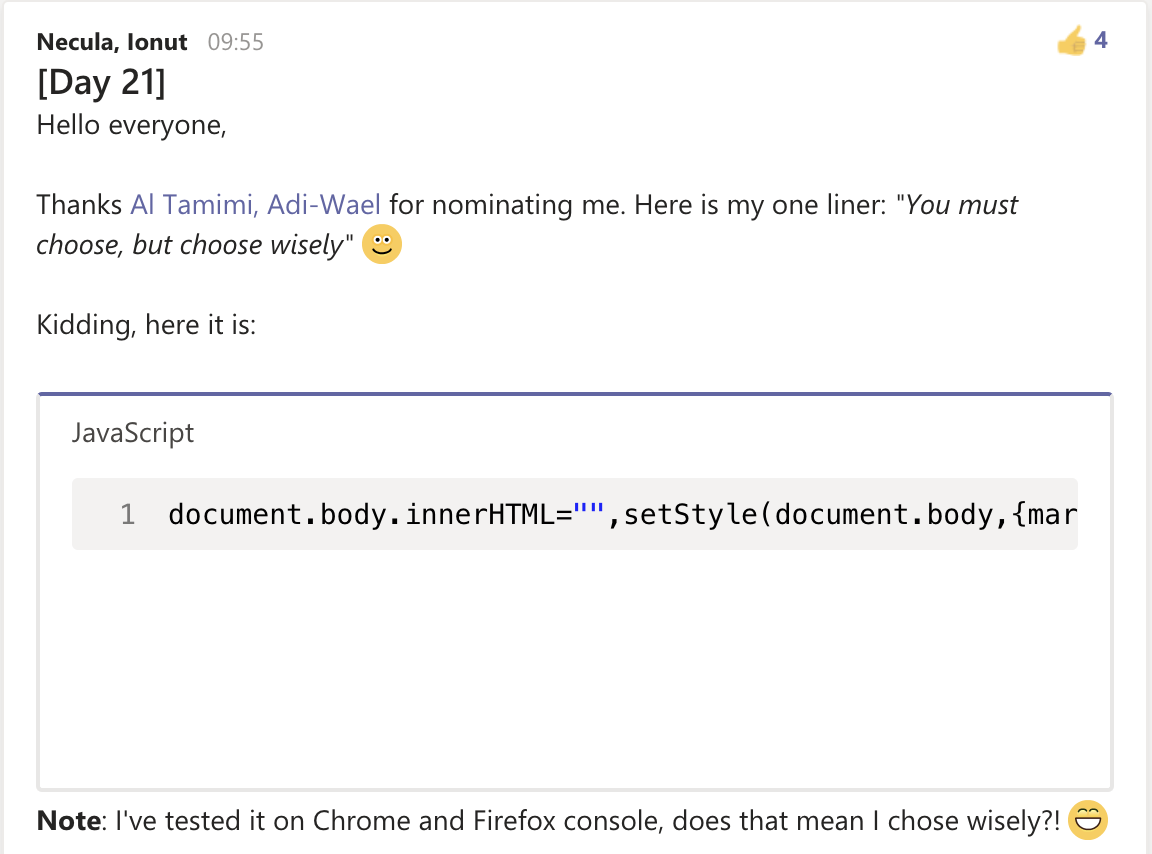 Necula, Ionut 09:55 4
[Day 21]
Hello everyone,
Thanks Al Tamimi, Adi-Wael for nominating me. Here is my one liner: "You must
choose, but choose wisely"
Kidding, here it is:
JavaScript
1 document.body.innerHTML="",setStyle(document.body,{mar
Note: I've tested it on Chrome and Firefox console, does that mean I chose wisely?!